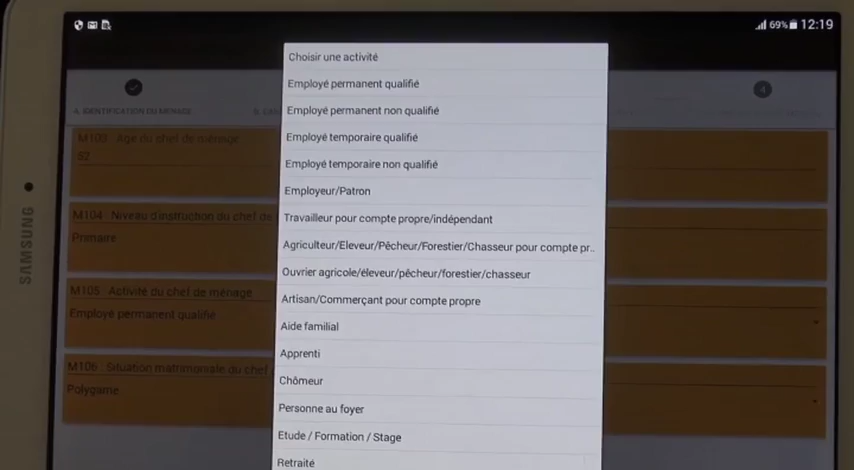 69% 12:19
Choisir une activité
Employé permanent qualifié
Employé permanent non qualifié
Employé temporaire qualifié
Employé temporaire non qualifié
Employeur/Patron
Travailleur pour compte propre/indépendant
Agriculteur/Eleveur/Pêcheur/Forestier/Chasseur pour compte pr..
Ouvrier agricole/éleveur/pêcheur/forestier/chasseur
Artisan/Commerçant pour compte propre
Aide familial
Apprenti
Chômeur
Personne au foyer
Etude / Formation / Stage
Retraité
4
A. IDENTIFICATION DU MENAGE
M103 : Age du chef de ménage
52
M104 : Niveau d'instruction du chef de
Primaire
M105 : Activité du chef de ménage
Employé permanent qualifié
M106 : Situation matrimoniale du chef
Polygame
SAMSUNG